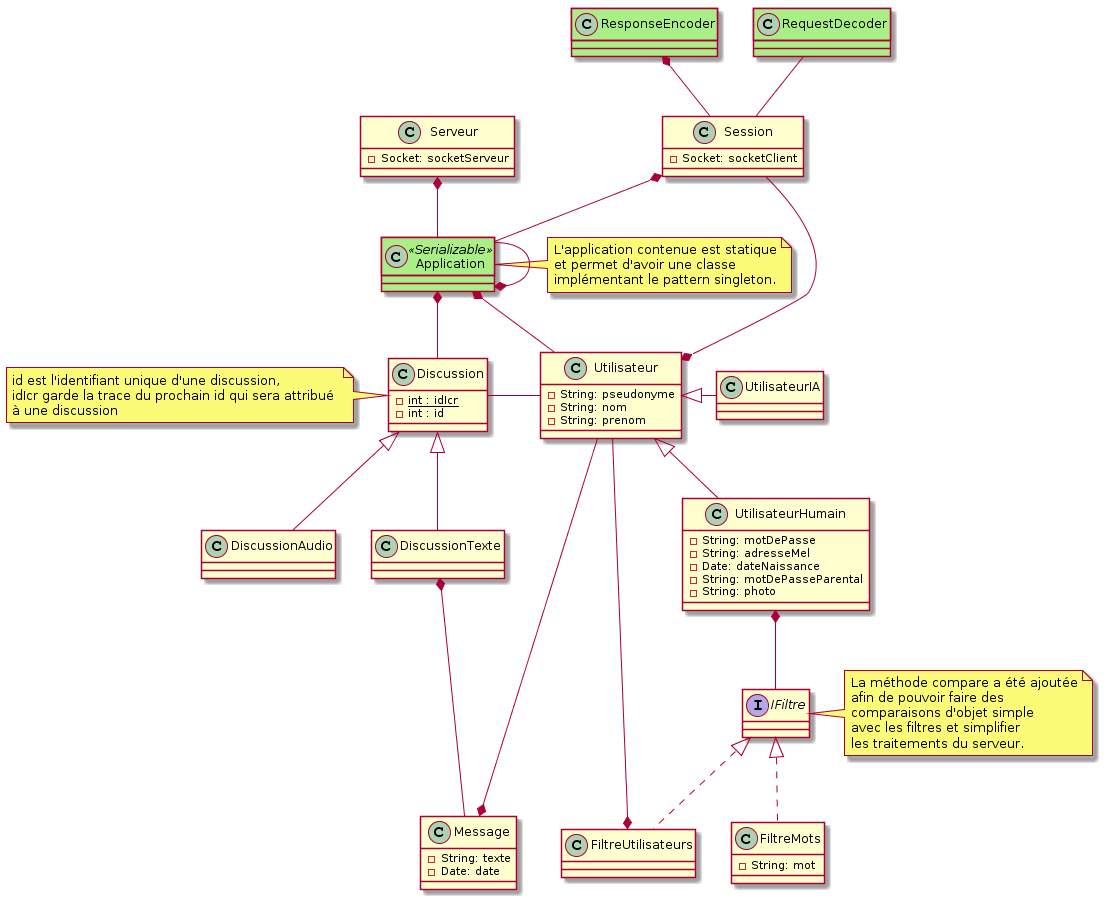 C ResponseEncoder
C RequestDecoder
C Serveur
Socket: socketServeur
C Session
Socket: socketClient
C «Serializable»
Application
L'application contenue est statique
et permet d'avoir une classe
implémentant le pattern singleton.
id est l'identifiant unique d'une discussion,
idIcr garde la trace du prochain id qui sera attribué
à une discussion
C Discussion
int : idIcr
int : id
C Utilisateur
String: pseudonyme
String: nom
String: prenom
C UtilisateurIA
C DiscussionAudio
C DiscussionTexte
C UtilisateurHumain
String: motDePasse
String: adresseMel
Date: dateNaissance
String: motDePasseParental
String: photo
I IFiltre
La méthode compare a été ajoutée
afin de pouvoir faire des
comparaisons d'objet simple
avec les filtres et simplifier
les traitements du serveur.
C Message
String: texte
Date: date
C FiltreUtilisateurs
C FiltreMots
String: mot